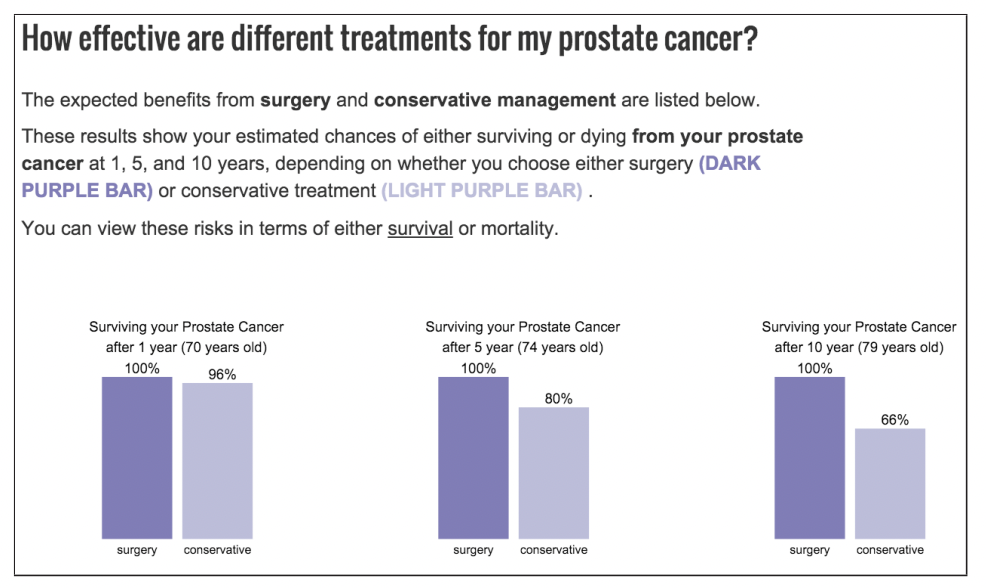 How effective are different treatments for my prostate cancer?
The expected benefits from surgery and conservative management are listed below.
These results show your estimated chances of either surviving or dying from your prostate
cancer at 1, 5, and 10 years, depending on whether you choose either surgery (DARK
PURPLE BAR) or conservative treatment (LIGHT PURPLE BAR) .
You can view these risks in terms of either survival or mortality.
Surviving your Prostate Cancer
after 1 year (70 years old)
100%
96%
surgery
conservative
Surviving your Prostate Cancer
after 5 year (74 years old)
100%
80%
surgery
conservative
Surviving your Prostate Cancer
after 10 year (79 years old)
100%
66%
surgery
conservative